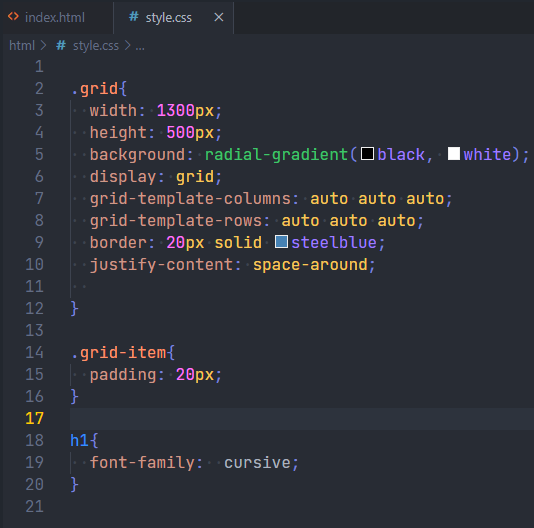 index.html
style.css
html > # style.css > ...
1
2 .grid{
3 width: 1300px;
4 height: 500px;
5 background: radial-gradient(black, white);
6 display: grid;
7 grid-template-columns: auto auto auto;
8 grid-template-rows: auto auto auto;
9 border: 20px solid steelblue;
10 justify-content: space-around;
11
12 }
13
14 .grid-item{
15 padding: 20px;
16 }
17
18 h1{
19 font-family: cursive;
20 }
21